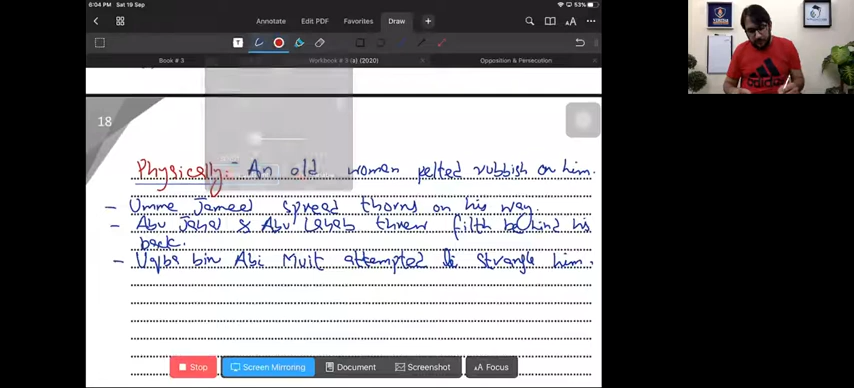 6:04 PM Sat 19 Sep
53%
Annotate Edit PDF Favorites Draw
Book # 3 Workbook # 3 (a) (2020) Opposition & Persecution
18
Physically:- An old woman pelted rubbish on him.
- Umme Jameel spread thorns on his way.
- Abu Jahal & Abu Lahab threw filth behind his
back.
- Uqba bin Abi Muit attempted to strangle him.
Stop Screen Mirroring Document Screenshot AA Focus
adidas